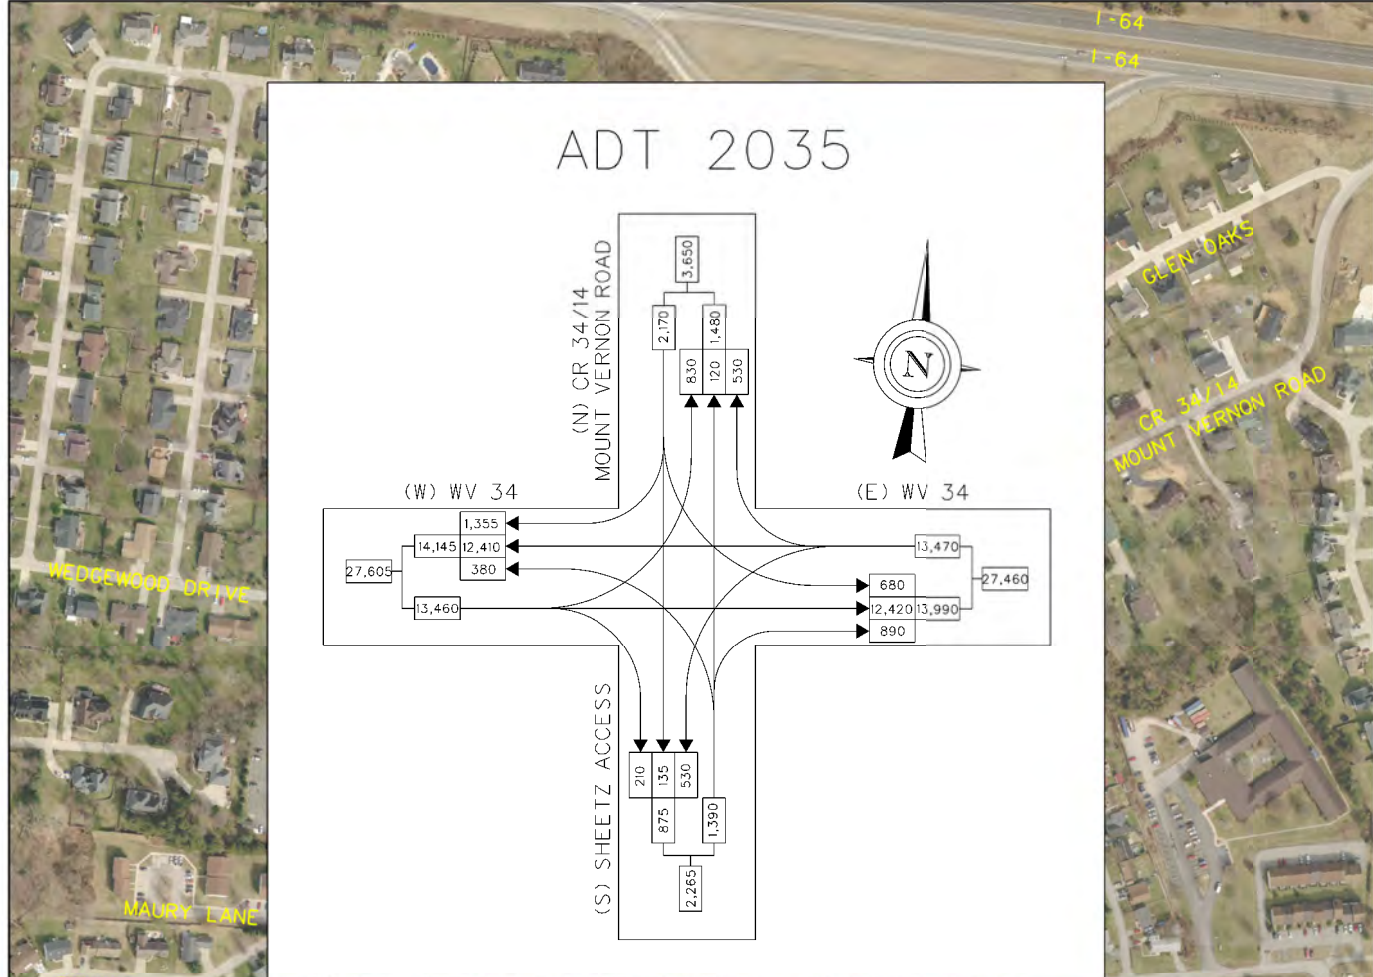 I-64
I-64
ADT 2035
GLEN OAKS
(N) CR 34/14
MOUNT VERNON ROAD
3,650
2,170
1,480
830
120
530
N
CR 34/14
MOUNT VERNON ROAD
(W) WV 34
(E) WV 34
1,355
14,145
12,410
380
27,605
13,460
13,470
27,460
680
12,420
13,990
890
WEDGEWOOD DRIVE
(S) SHEETZ ACCESS
210
135
530
875
1,390
2,265
MAURY LANE